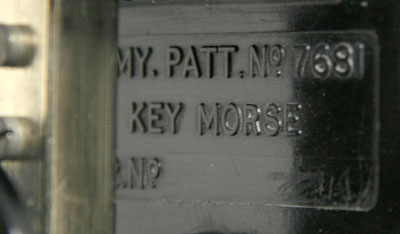 MY. PATT. Nº 7681
KEY MORSE
R. Nº